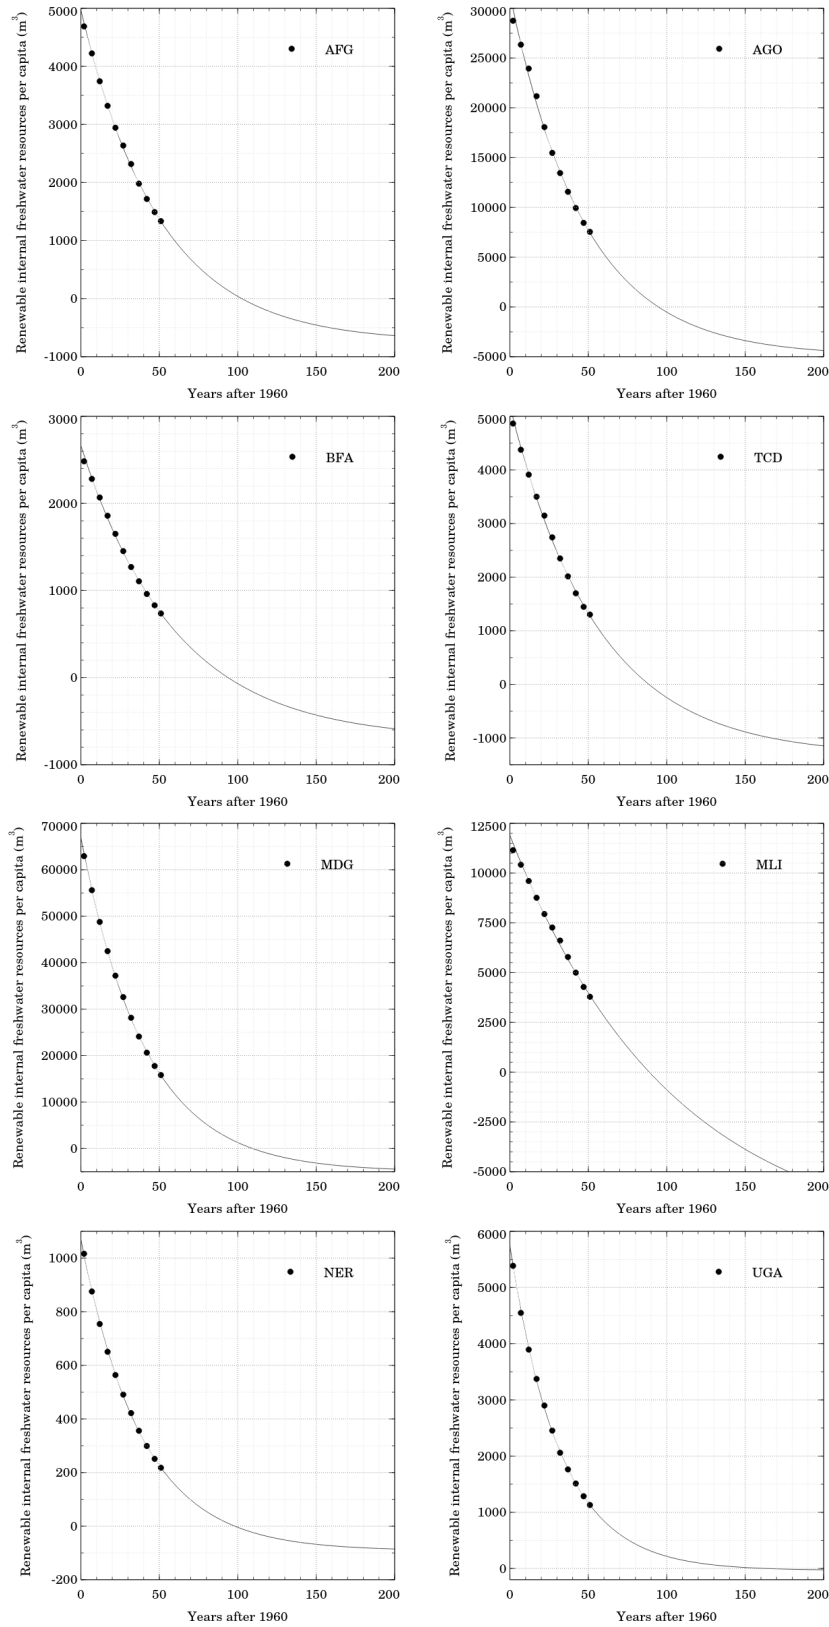 Renewable internal freshwater resources per capita (m³)
5000
4000
3000
2000
1000
0
-1000
AFG
0 50 100 150 200
Years after 1960
Renewable internal freshwater resources per capita (m³)
30000
25000
20000
15000
10000
5000
0
-5000
AGO
0 50 100 150 200
Years after 1960
Renewable internal freshwater resources per capita (m³)
3000
2000
1000
0
-1000
BFA
0 50 100 150 200
Years after 1960
Renewable internal freshwater resources per capita (m³)
5000
4000
3000
2000
1000
0
-1000
TCD
0 50 100 150 200
Years after 1960
Renewable internal freshwater resources per capita (m³)
70000
60000
50000
40000
30000
20000
10000
0
MDG
0 50 100 150 200
Years after 1960
Renewable internal freshwater resources per capita (m³)
12500
10000
7500
5000
2500
0
-2500
-5000
MLI
0 50 100 150 200
Years after 1960
Renewable internal freshwater resources per capita (m³)
1000
800
600
400
200
0
-200
NER
0 50 100 150 200
Years after 1960
Renewable internal freshwater resources per capita (m³)
6000
5000
4000
3000
2000
1000
0
UGA
0 50 100 150 200
Years after 1960